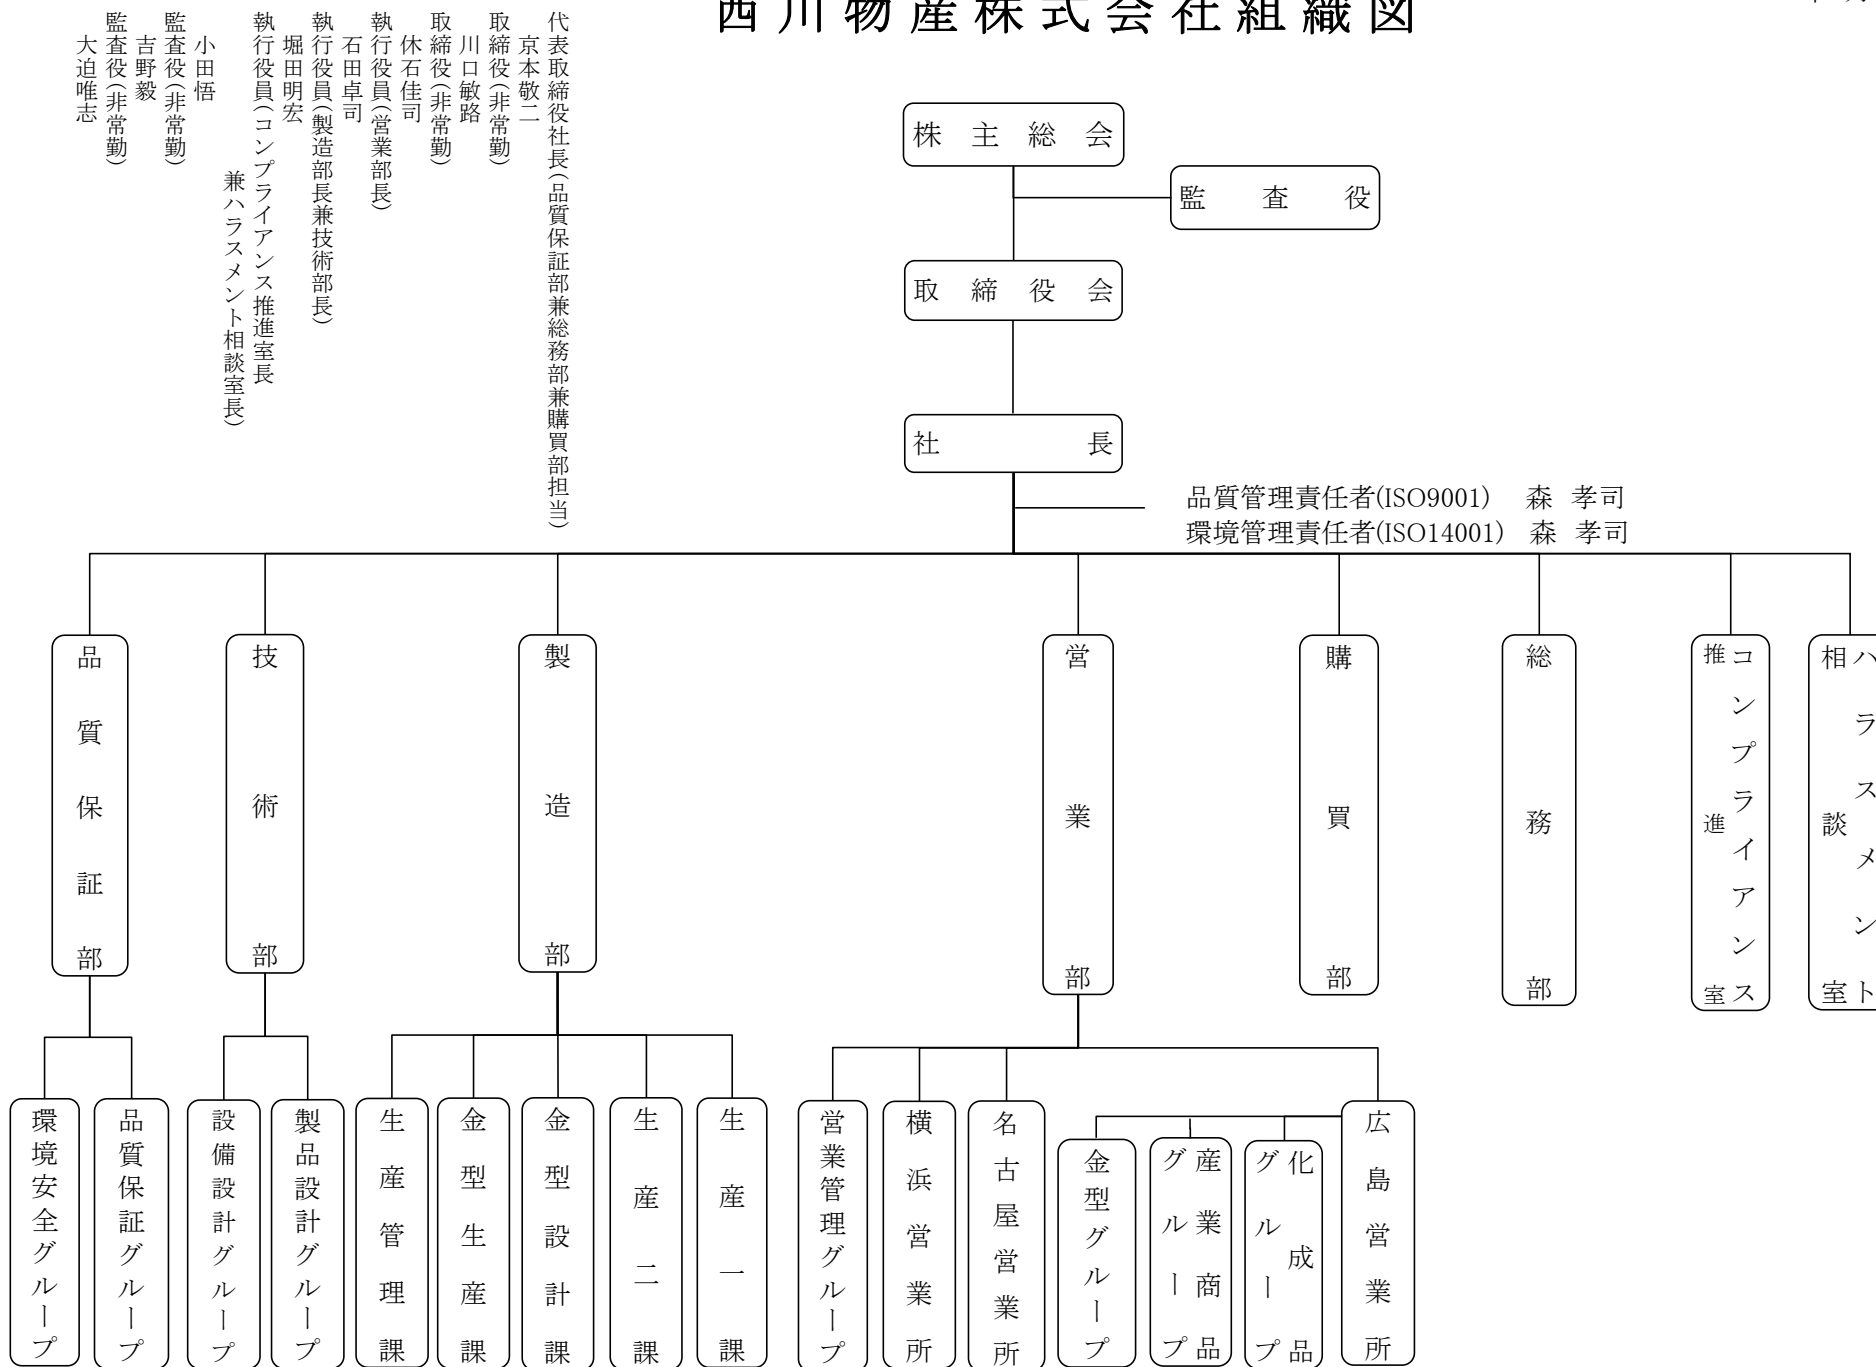 西川物産株式会社組織図
代表取締役社長(品質保証部兼総務部兼購買部担当)
京本敬二
取締役(非常勤)
川口敏路
取締役(非常勤)
休石佳司
執行役員(営業部長)
石田卓司
執行役員(製造部長兼技術部長)
堀田明宏
執行役員(コンプライアンス推進室長
兼ハラスメント相談室長)
小田悟
監査役(非常勤)
吉野毅
監査役(非常勤)
大迫唯志
株主総会
監査役
取締役会
社長
品質管理責任者(ISO9001) 森 孝司
環境管理責任者(ISO14001) 森 孝司
品質保証部
技術部
製造部
営業部
購買部
総務部
コンプライアンス
推進室
ハラスメント
相談室
環境安全グループ
品質保証グループ
設備設計グループ
製品設計グループ
生産管理課
金型生産課
金型設計課
生産二課
生産一課
営業管理グループ
横浜営業所
名古屋営業所
金型グループ
産業商品
グループ
化成品
グループ
広島営業所